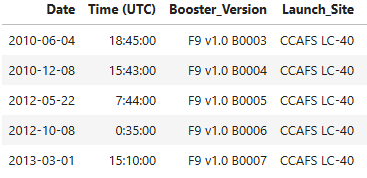 Date Time (UTC) Booster_Version Launch_Site
2010-06-04 18:45:00 F9 v1.0 B0003 CCAFS LC-40
2010-12-08 15:43:00 F9 v1.0 B0004 CCAFS LC-40
2012-05-22 7:44:00 F9 v1.0 B0005 CCAFS LC-40
2012-10-08 0:35:00 F9 v1.0 B0006 CCAFS LC-40
2013-03-01 15:10:00 F9 v1.0 B0007 CCAFS LC-40